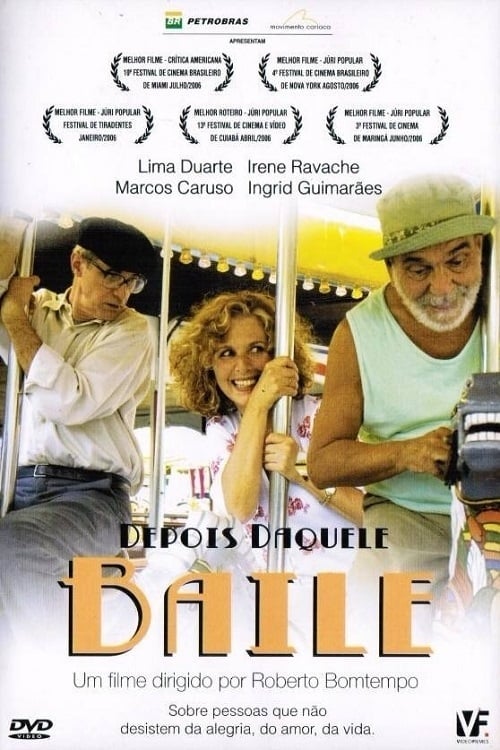 BR PETROBRAS
movimento carioca
APRESENTAM
MELHOR FILME - CRÍTICA AMERICANA
10º FESTIVAL DE CINEMA BRASILEIRO
DE MIAMI JULHO/2006
MELHOR FILME - JÚRI POPULAR
4º FESTIVAL DE CINEMA BRASILEIRO
DE NOVA YORK AGOSTO/2006
MELHOR FILME - JÚRI POPULAR
FESTIVAL DE TIRADENTES
JANEIRO/2006
MELHOR ROTEIRO - JÚRI POPULAR
13º FESTIVAL DE CINEMA E VÍDEO
DE CUIABÁ ABRIL/2006
MELHOR FILME - JÚRI POPULAR
3º FESTIVAL DE CINEMA
DE MARINGÁ JUNHO/2006
Lima Duarte Irene Ravache
Marcos Caruso Ingrid Guimarães
DEPOIS DAQUELE
BAILE
Um filme dirigido por Roberto Bomtempo
Sobre pessoas que não
desistem da alegria, do amor, da vida.
DVD
VIDEO
VF
VIDEOFILMES